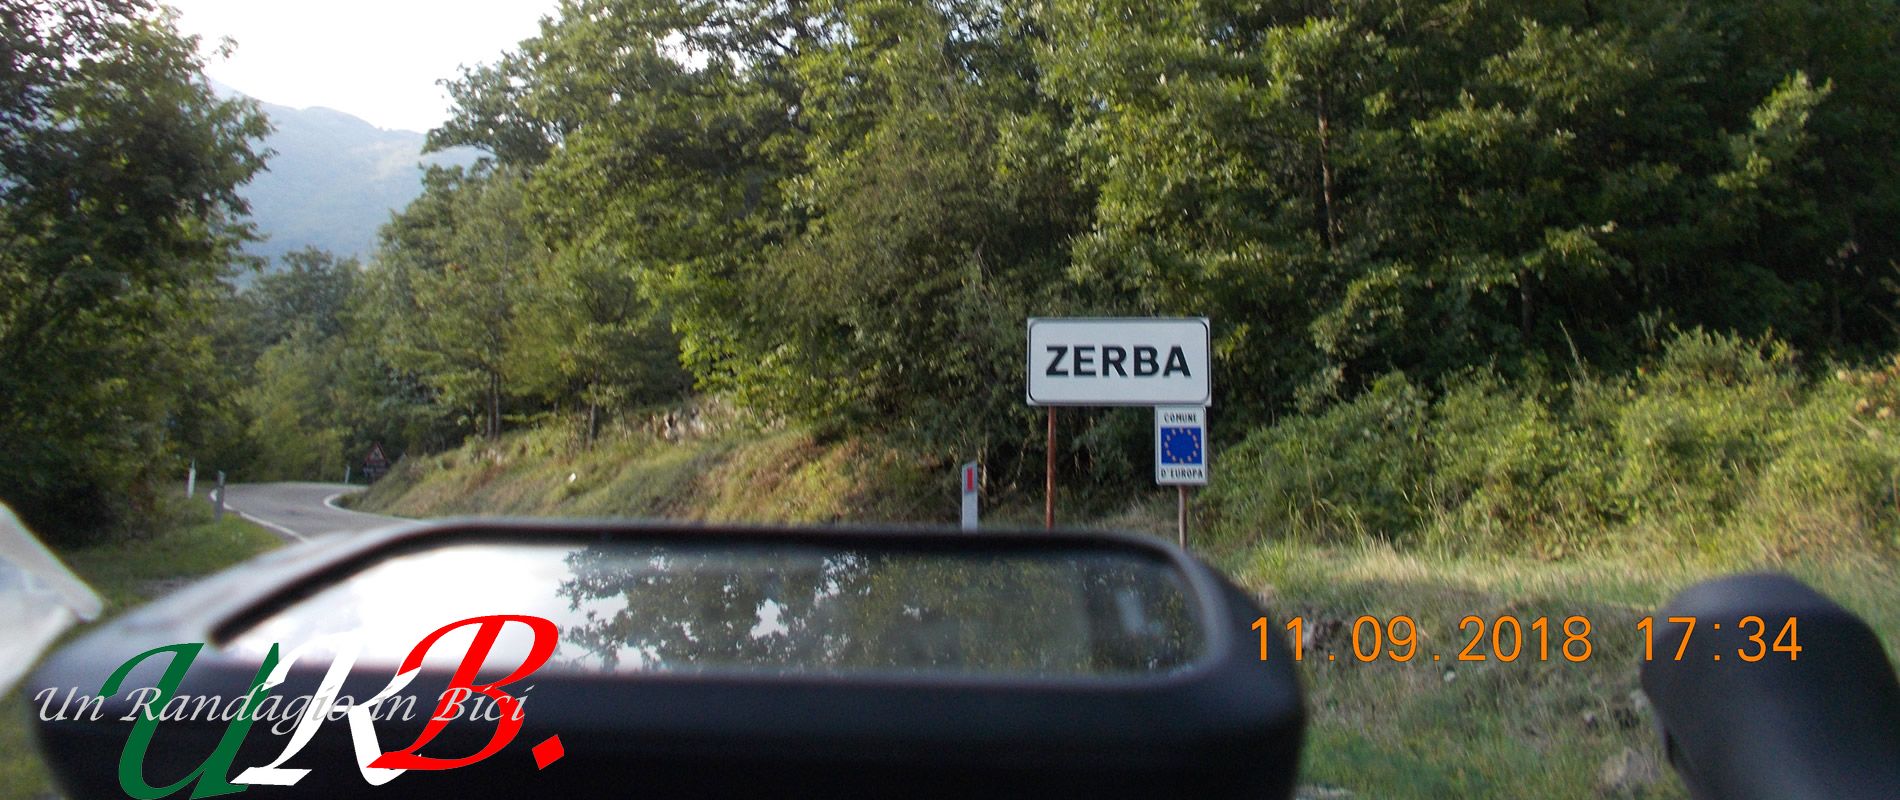 ZERBA
COMUNE
D'EUROPA
11.09.2018 17:34
URB.
Un Randagio in Bici